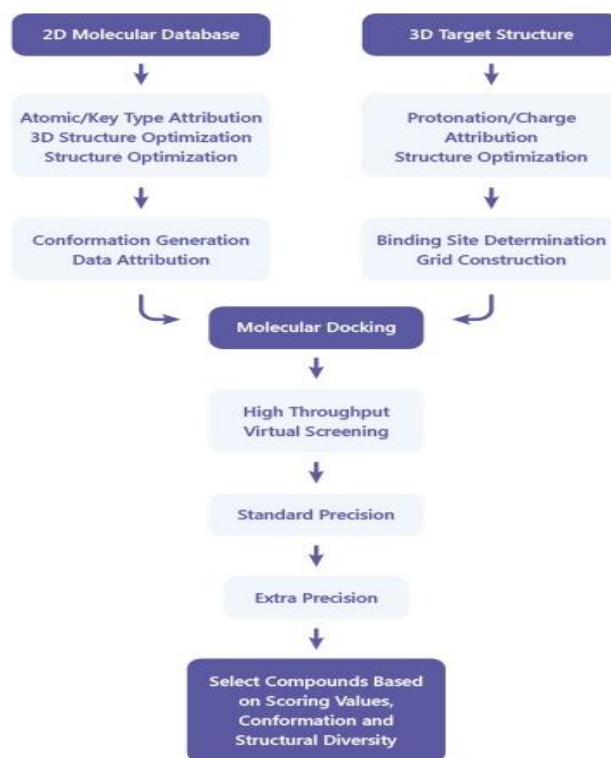 2D Molecular Database
3D Target Structure
Atomic/Key Type Attribution
3D Structure Optimization
Structure Optimization
Protonation/Charge
Attribution
Structure Optimization
Conformation Generation
Data Attribution
Binding Site Determination
Grid Construction
Molecular Docking
High Throughput
Virtual Screening
Standard Precision
Extra Precision
Select Compounds Based
on Scoring Values,
Conformation and
Structural Diversity